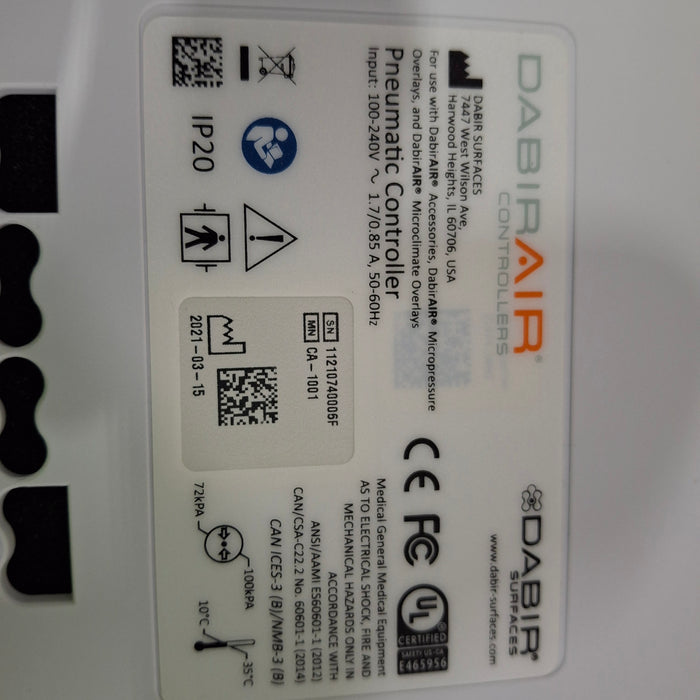 DABIRAIR®
CONTROLLERS
DABIR®
SURFACES
www.dabir-surfaces.com
DABIR SURFACES
7447 West Wilson Ave,
Harwood Heights, IL 60706, USA
For use with DabirAIR® Accessories, DabirAIR® Micropressure
Overlays, and DabirAIR® Microclimate Overlays
Pneumatic Controller
Input: 100-240V ~ 1.7/0.85 A, 50-60Hz
CE FC UL
CERTIFIED
SAFETY US-CA
E465956
Medical General Medical Equipment
AS TO ELECTRICAL SHOCK, FIRE AND
MECHANICAL HAZARDS ONLY IN
ACCORDANCE WITH
ANSI/AAMI ES60601-1 (2012)
CAN/CSA-C22.2 No. 60601-1 (2014)
CAN ICES-3 (B)/NMB-3 (B)
IP20
SN 11210740006F
MN CA-1001
2021-03-15
72kPA
100kPA
10°C
35°C